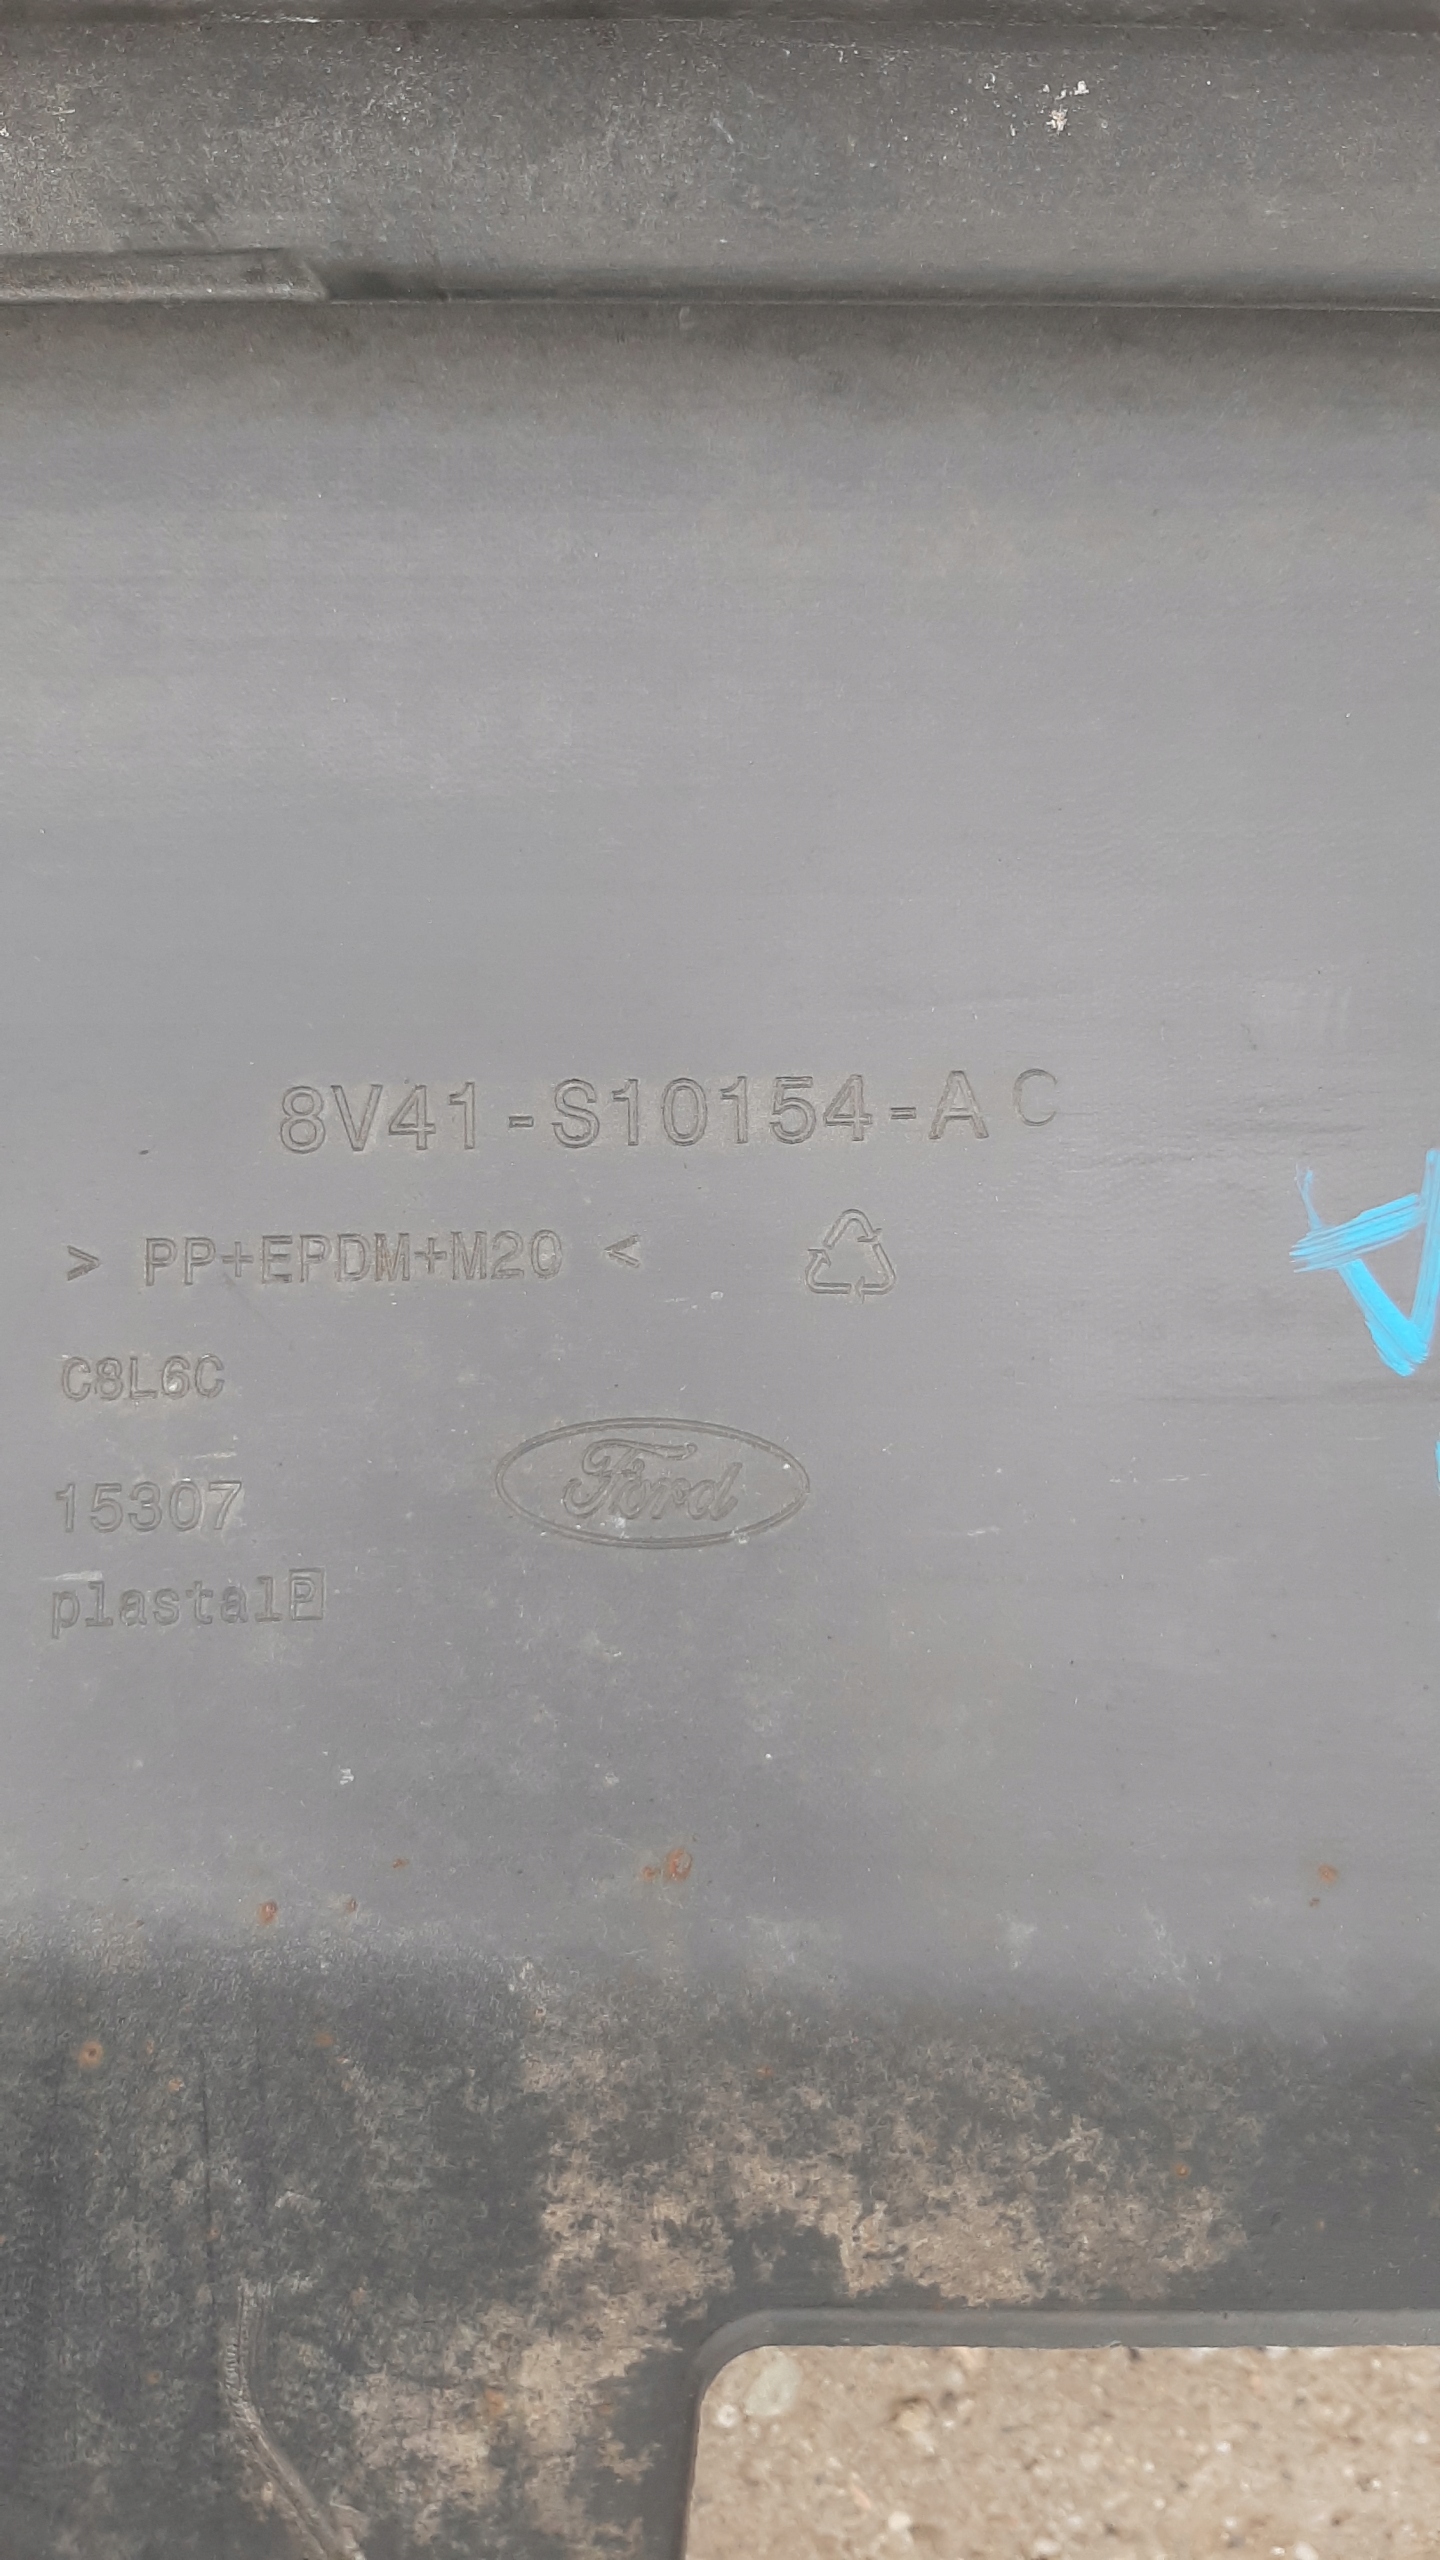 8V41-S10154-AC
> PP+EPDM+M20 <
C8L6C
15307
Ford
plastal P